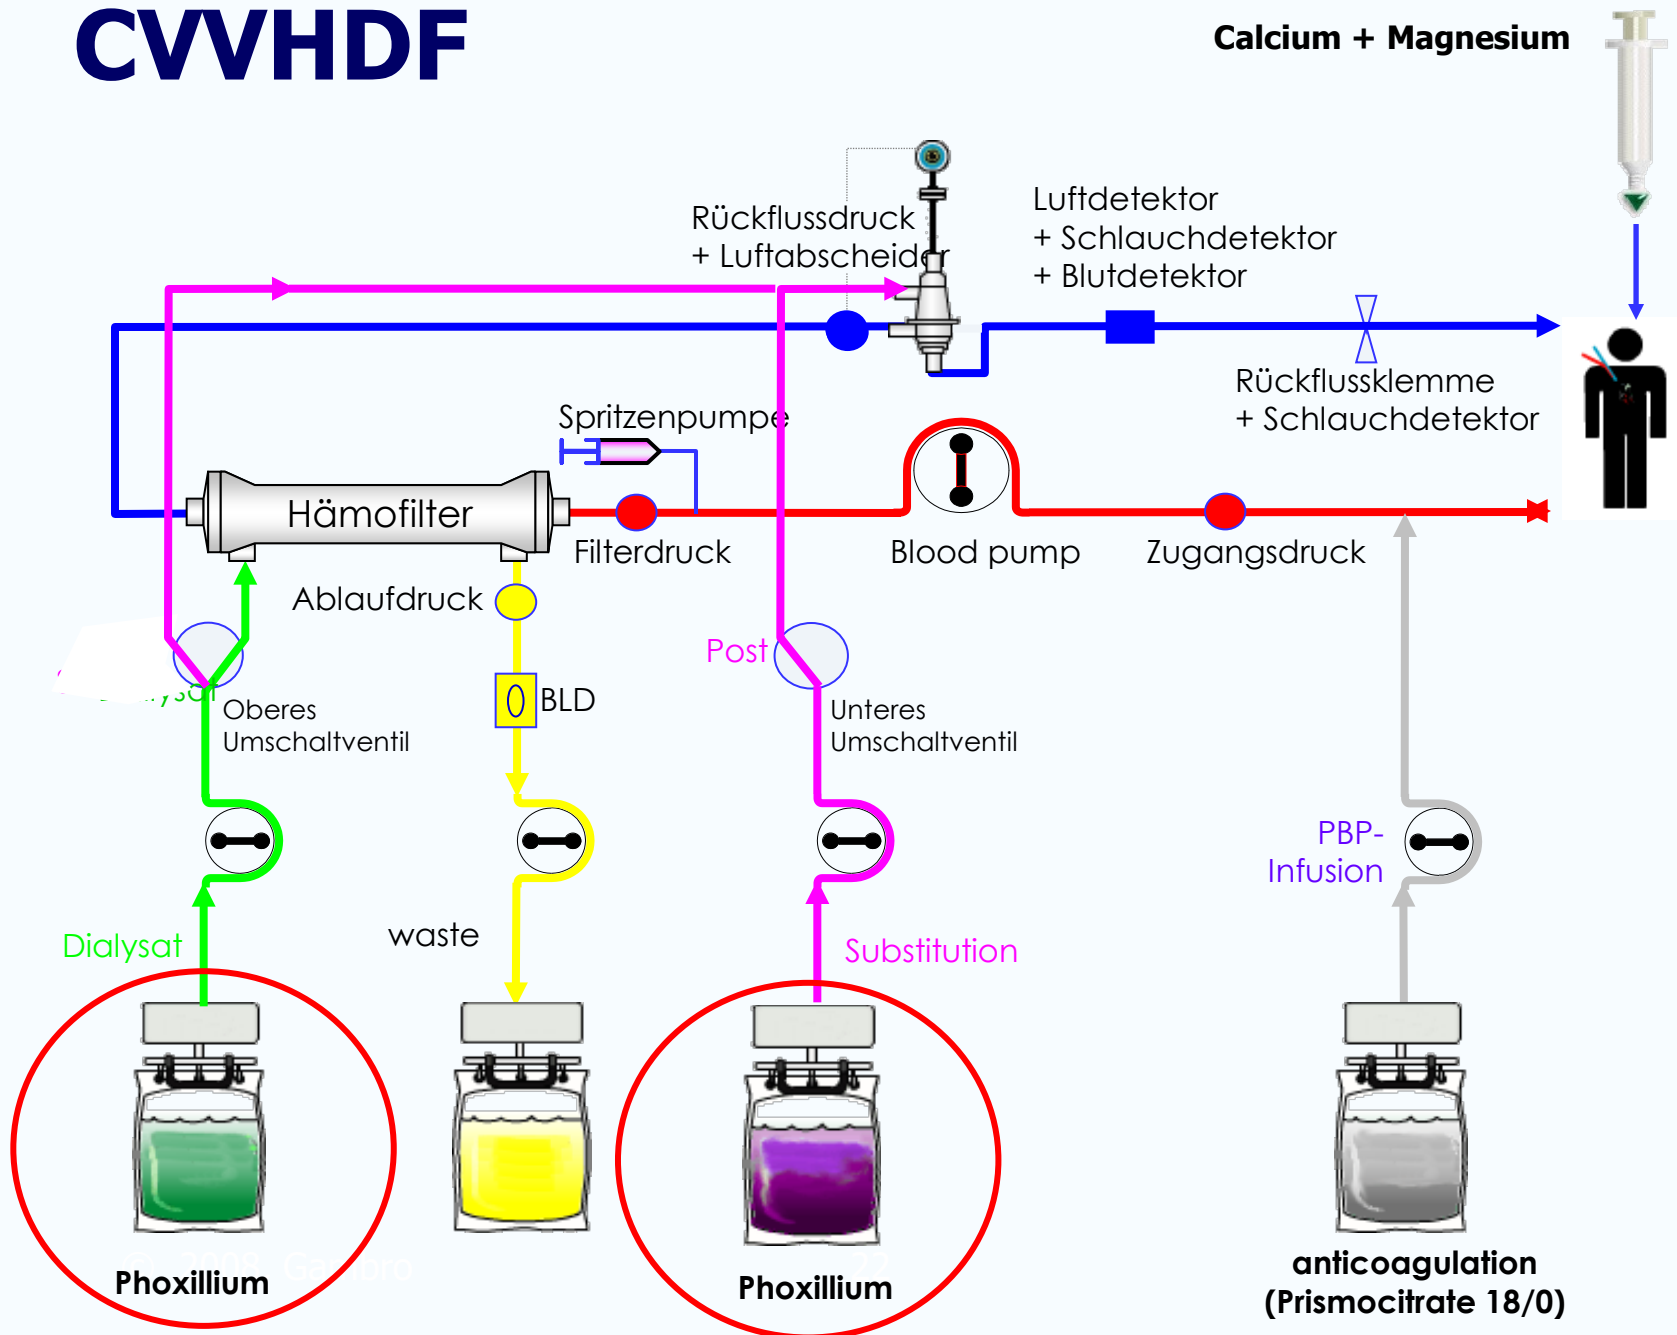 CVVHDF
Calcium + Magnesium
Rückflussdruck
+ Luftabscheider
Luftdetektor
+ Schlauchdetektor
+ Blutdetektor
Rückflussklemme
+ Schlauchdetektor
Spritzenpumpe
Hämofilter
Filterdruck
Blood pump
Zugangsdruck
Ablaufdruck
Post
BLD
Oberes
Umschaltventil
Unteres
Umschaltventil
PBP-
Infusion
Dialysat
waste
Substitution
Phoxillium
Phoxillium
anticoagulation
(Prismocitrate 18/0)